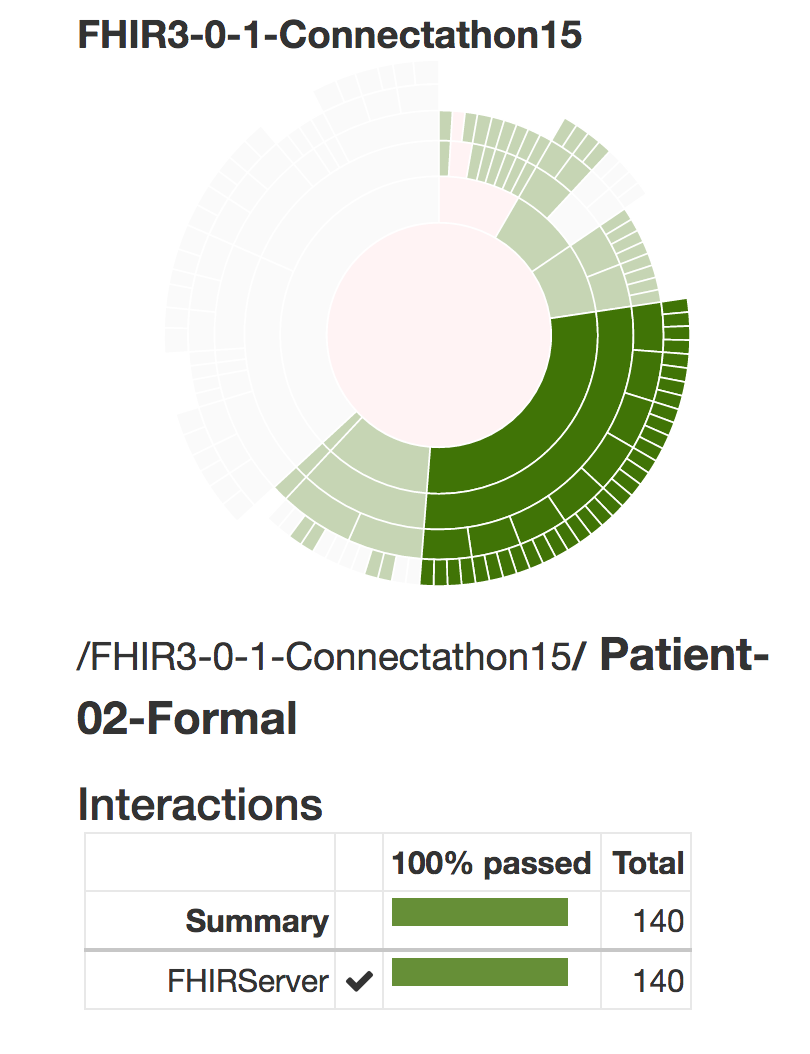 FHIR3-0-1-Connectathon15
/FHIR3-0-1-Connectathon15/ Patient-
02-Formal
Interactions
100% passed Total
Summary 140
FHIRServer ✔ 140